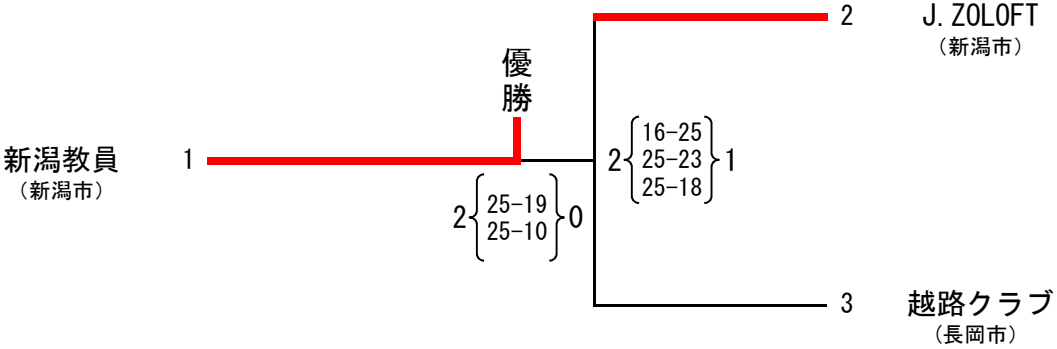 2 J.ZOLOFT
(新潟市)
優勝
新潟教員 1
(新潟市)
2 16-25 1
25-23
25-18
2 25-19 0
25-10
3 越路クラブ
(長岡市)